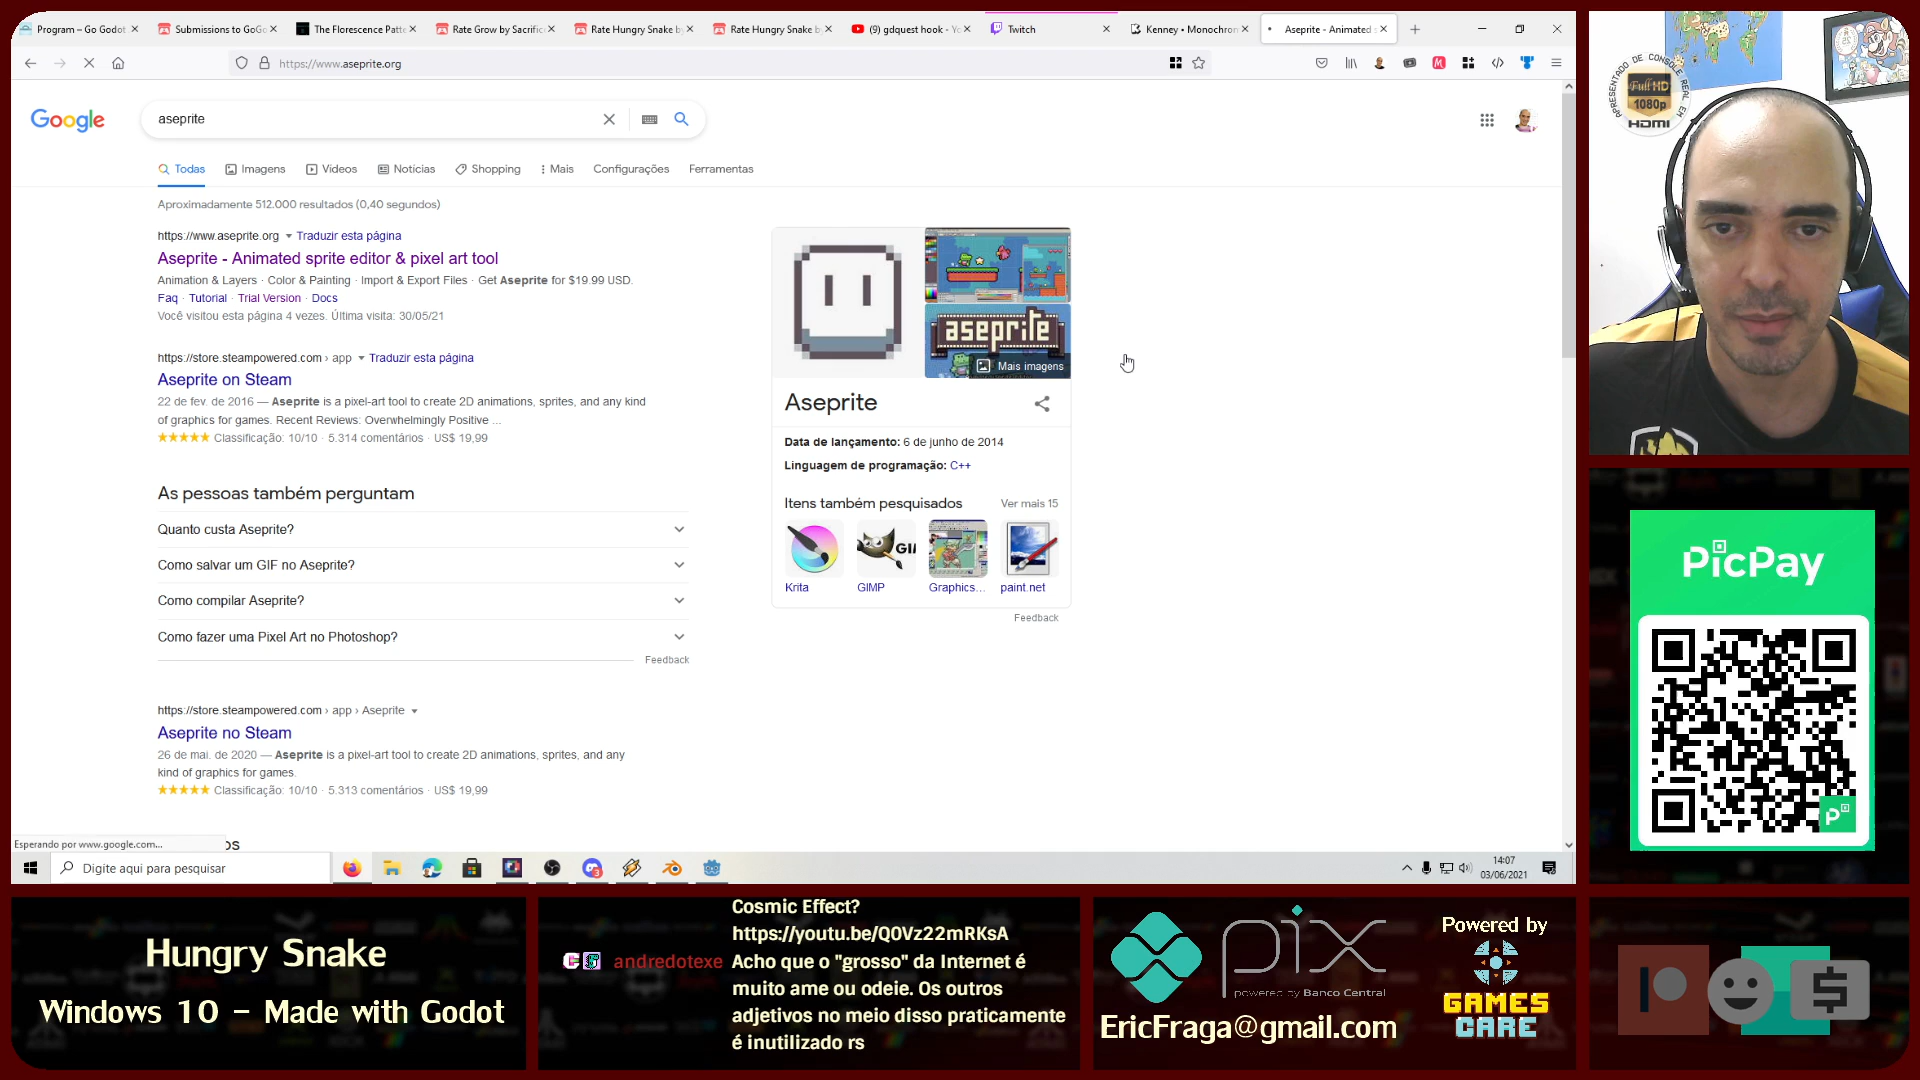 Program – Go Godot
Submissions to GoGo
The Florescence Patte
Rate Grow by Sacrific
Rate Hungry Snake by
Rate Hungry Snake by
(9) gdquest hook - Yo
Twitch
Kenney • Monochrom
Aseprite - Animated s
https://www.aseprite.org
Google
aseprite
Todas
Imagens
Vídeos
Notícias
Shopping
Mais
Configurações
Ferramentas
Aproximadamente 512.000 resultados (0,40 segundos)
https://www.aseprite.org
Traduzir esta página
Aseprite - Animated sprite editor & pixel art tool
Animation & Layers · Color & Painting · Import & Export Files · Get Aseprite for $19.99 USD.
Faq · Tutorial · Trial Version · Docs
Você visitou esta página 4 vezes. Última visita: 30/05/21
https://store.steampowered.com › app
Traduzir esta página
Aseprite on Steam
22 de fev. de 2016 — Aseprite is a pixel-art tool to create 2D animations, sprites, and any kind
of graphics for games. Recent Reviews: Overwhelmingly Positive ...
Classificação: 10/10 · 5.314 comentários · US$ 19,99
As pessoas também perguntam
Quanto custa Aseprite?
Como salvar um GIF no Aseprite?
Como compilar Aseprite?
Como fazer uma Pixel Art no Photoshop?
Feedback
https://store.steampowered.com › app › Aseprite
Aseprite no Steam
26 de mai. de 2020 — Aseprite is a pixel-art tool to create 2D animations, sprites, and any
kind of graphics for games.
Classificação: 10/10 · 5.313 comentários · US$ 19,99
aseprite
Mais imagens
Aseprite
Data de lançamento: 6 de junho de 2014
Linguagem de programação: C++
Itens também pesquisados
Ver mais 15
Krita
GIMP
Graphics...
paint.net
Feedback
Esperando por www.google.com...
os
Digite aqui para pesquisar
3
14:07
03/06/2021
APRESENTADO DE CONSOLE REAL EM
Full HD
1080p
HDMI
PicPay
Hungry Snake
Windows 10 - Made with Godot
andredotexe
Cosmic Effect?
https://youtu.be/Q0Vz22mRKsA
Acho que o "grosso" da Internet é
muito ame ou odeie. Os outros
adjetivos no meio disso praticamente
é inutilizado rs
pix
powered by Banco Central
EricFraga@gmail.com
Powered by
GAMES
CARE